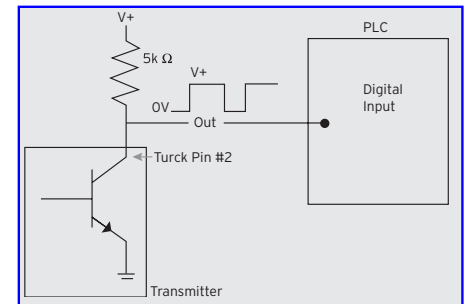 V+
PLC
5k Ω
V+
Digital
Input
0V
Out
Turck Pin #2
Transmitter